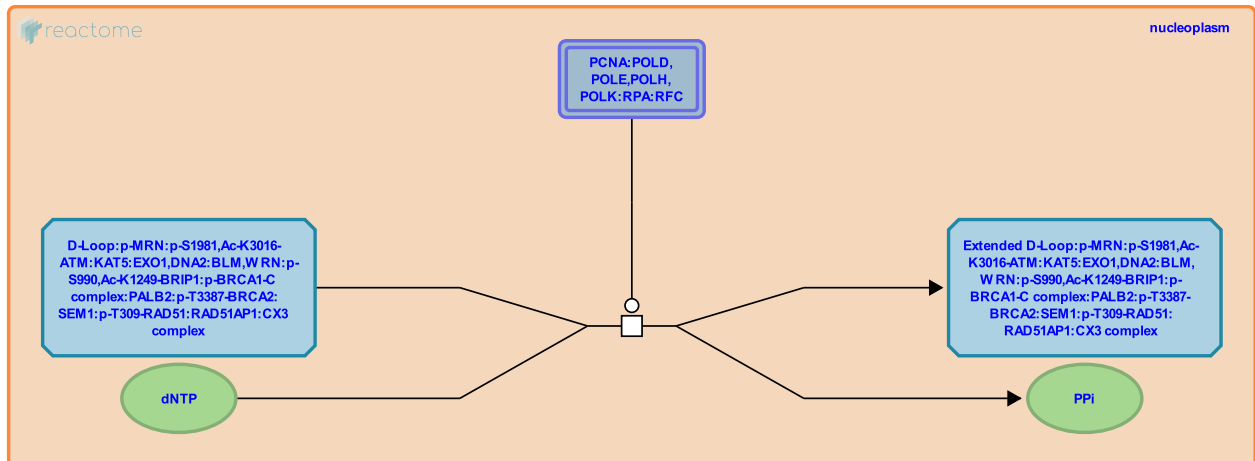 reactome
nucleoplasm
PCNA:POLD,
POLE,POLH,
POLK:RPA:RFC
D-Loop:p-MRN:p-S1981,Ac-K3016-
ATM:KAT5:EXO1,DNA2:BLM,WRN:p-
S990,Ac-K1249-BRIP1:p-BRCA1-C
complex:PALB2:p-T3387-BRCA2:
SEM1:p-T309-RAD51:RAD51AP1:CX3
complex
Extended D-Loop:p-MRN:p-S1981,Ac-
K3016-ATM:KAT5:EXO1,DNA2:BLM,
WRN:p-S990,Ac-K1249-BRIP1:p-
BRCA1-C complex:PALB2:p-T3387-
BRCA2:SEM1:p-T309-RAD51:
RAD51AP1:CX3 complex
dNTP
PPi